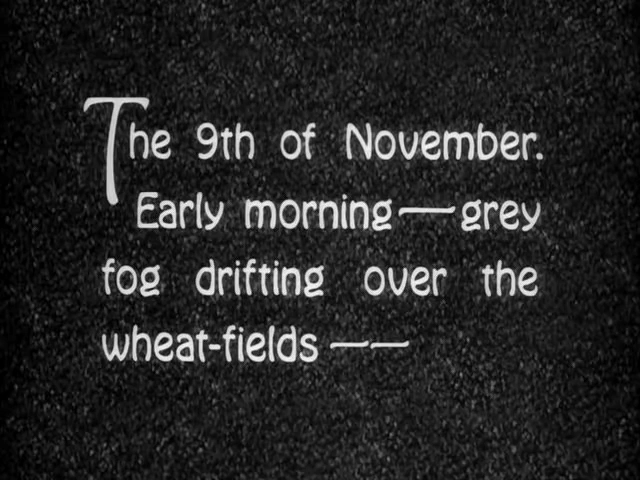 The 9th of November.
Early morning — grey
fog drifting over the
wheat-fields — —